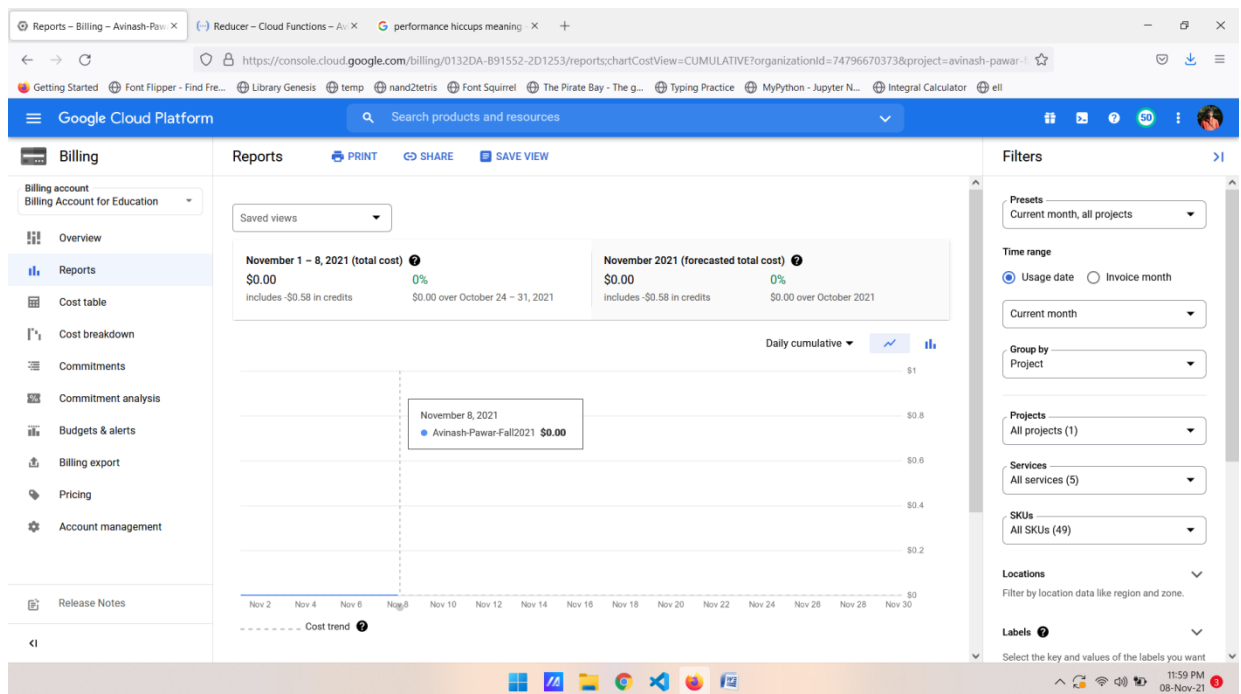 Reports – Billing – Avinash-Paw
Reducer – Cloud Functions – Av
performance hiccups meaning -
https://console.cloud.google.com/billing/0132DA-B91552-2D1253/reports;chartCostView=CUMULATIVE?organizationId=74796670373&project=avinash-pawar-f
Getting Started Font Flipper - Find Fre... Library Genesis temp nand2tetris Font Squirrel The Pirate Bay - The g... Typing Practice MyPython - Jupyter N... Integral Calculator ell
Google Cloud Platform
Search products and resources
50
Billing
Billing account
Billing Account for Education
Overview
Reports
Cost table
Cost breakdown
Commitments
Commitment analysis
Budgets & alerts
Billing export
Pricing
Account management
Release Notes
Reports PRINT SHARE SAVE VIEW
Saved views
November 1 – 8, 2021 (total cost)
$0.00 0%
includes -$0.58 in credits $0.00 over October 24 – 31, 2021
November 2021 (forecasted total cost)
$0.00 0%
includes -$0.58 in credits $0.00 over October 2021
Daily cumulative
$1
$0.8
$0.6
$0.4
$0.2
$0
November 8, 2021
Avinash-Pawar-Fall2021 $0.00
Nov 2 Nov 4 Nov 6 Nov 8 Nov 10 Nov 12 Nov 14 Nov 16 Nov 18 Nov 20 Nov 22 Nov 24 Nov 26 Nov 28 Nov 30
Cost trend
Filters
Presets
Current month, all projects
Time range
Usage date Invoice month
Current month
Group by
Project
Projects
All projects (1)
Services
All services (5)
SKUs
All SKUs (49)
Locations
Filter by location data like region and zone.
Labels
Select the key and values of the labels you want
11:59 PM
08-Nov-21
3